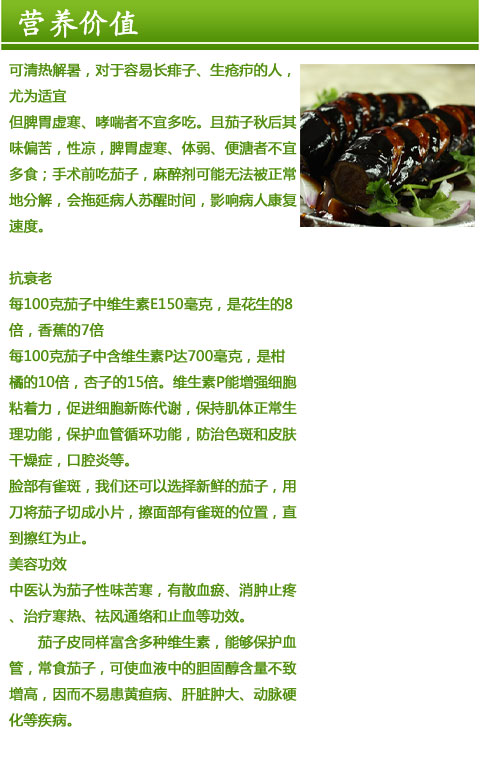 营养价值
可清热解暑，对于容易长痱子、生疮疖的人，
尤为适宜
但脾胃虚寒、哮喘者不宜多吃。且茄子秋后其
味偏苦，性凉，脾胃虚寒、体弱、便溏者不宜
多食；手术前吃茄子，麻醉剂可能无法被正常
地分解，会拖延病人苏醒时间，影响病人康复
速度。
抗衰老
每100克茄子中维生素E150毫克，是花生的8
倍，香蕉的7倍
每100克茄子中含维生素P达700毫克，是柑
橘的10倍，杏子的15倍。维生素P能增强细胞
粘着力，促进细胞新陈代谢，保持肌体正常生
理功能，保护血管循环功能，防治色斑和皮肤
干燥症，口腔炎等。
脸部有雀斑，我们还可以选择新鲜的茄子，用
刀将茄子切成小片，擦面部有雀斑的位置，直
到擦红为止。
美容功效
中医认为茄子性味苦寒，有散血瘀、消肿止疼
、治疗寒热、祛风通络和止血等功效。
茄子皮同样富含多种维生素，能够保护血
管，常食茄子，可使血液中的胆固醇含量不致
增高，因而不易患黄疸病、肝脏肿大、动脉硬
化等疾病。